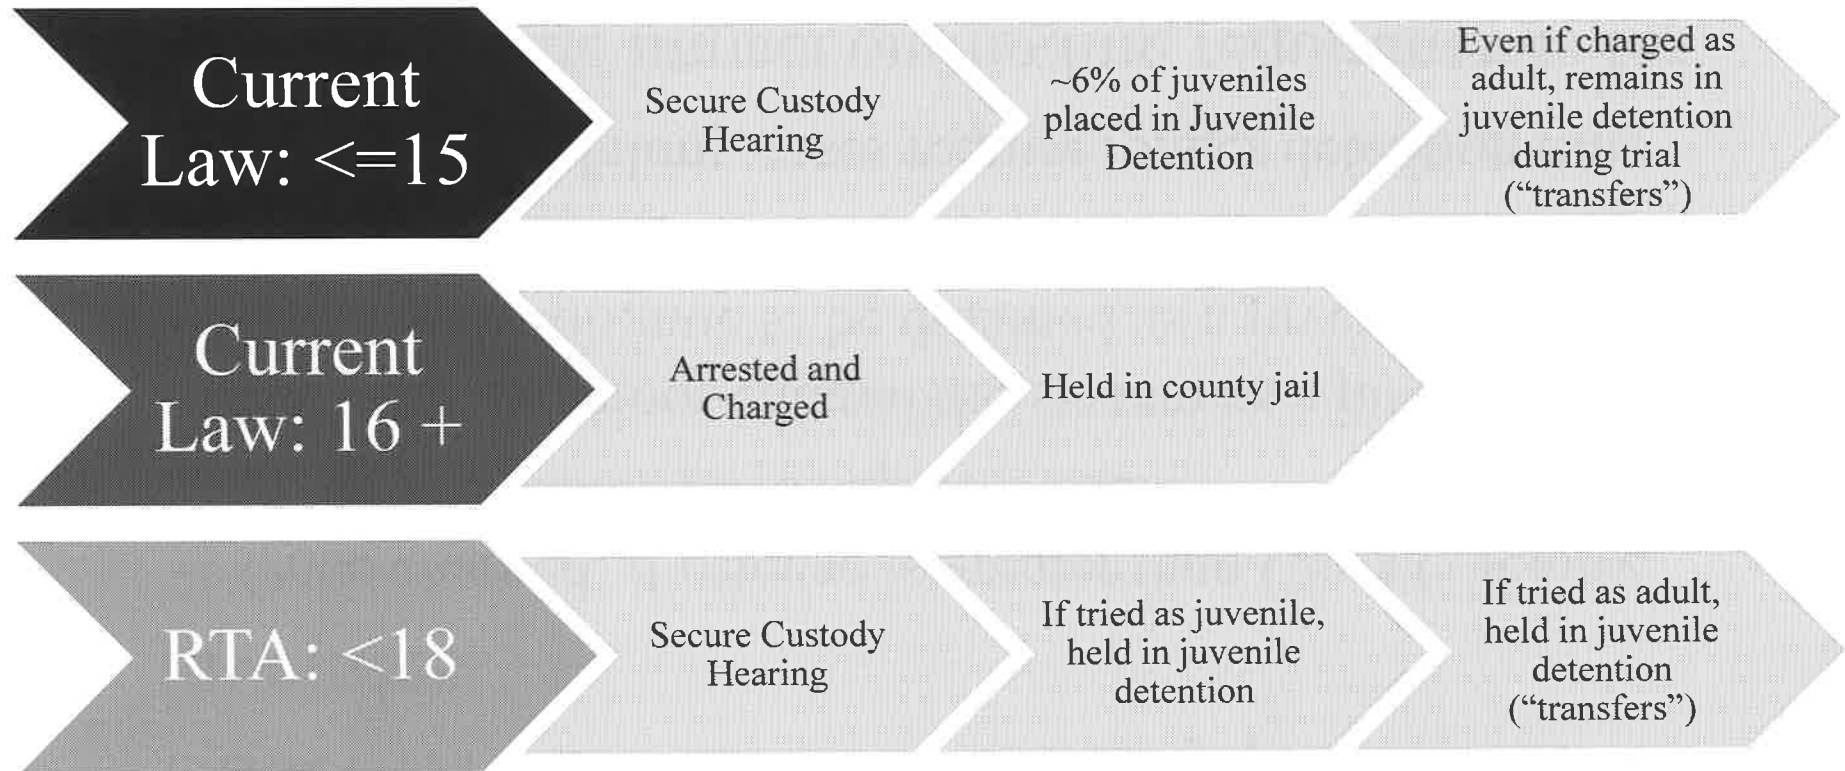 Current
Law: <=15
Secure Custody
Hearing
~6% of juveniles
placed in Juvenile
Detention
Even if charged as
adult, remains in
juvenile detention
during trial
(“transfers”)
Current
Law: 16 +
Arrested and
Charged
Held in county jail
RTA: <18
Secure Custody
Hearing
If tried as juvenile,
held in juvenile
detention
If tried as adult,
held in juvenile
detention
(“transfers”)